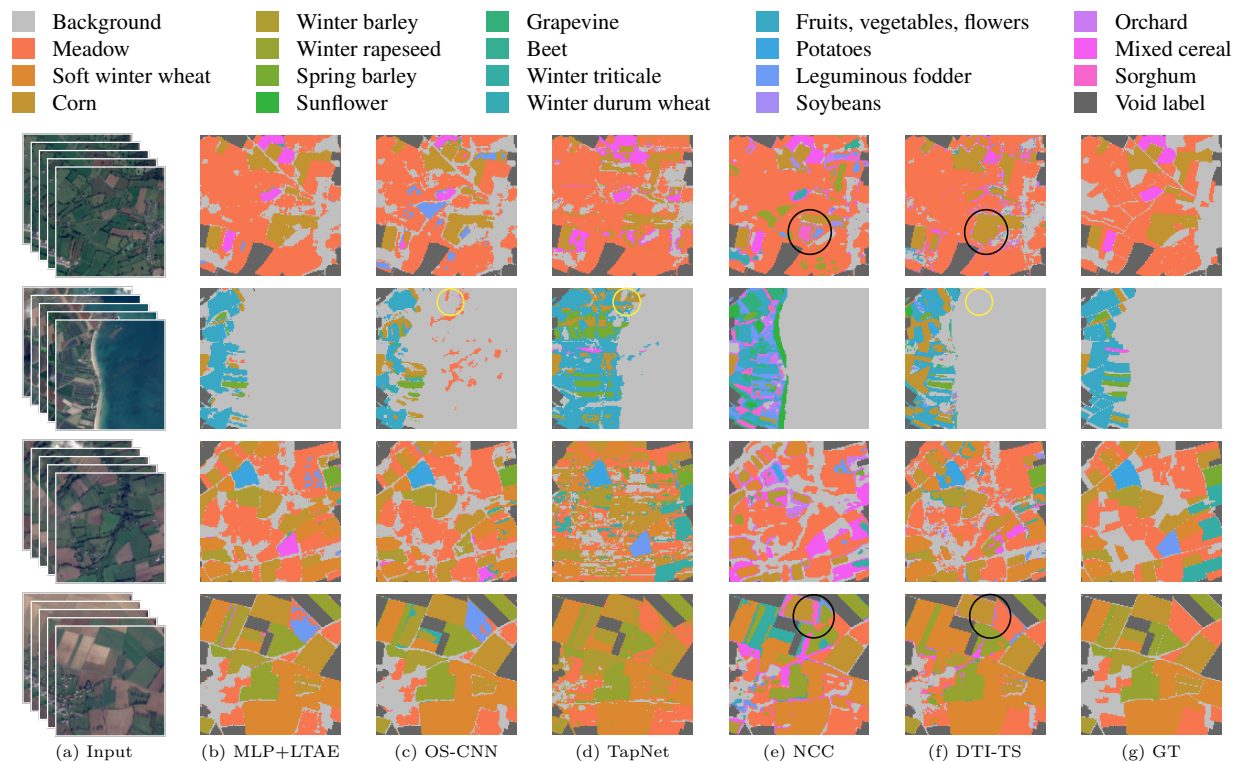 Background Winter barley Grapevine Fruits, vegetables, flowers Orchard
Meadow Winter rapeseed Beet Potatoes Mixed cereal
Soft winter wheat Spring barley Winter triticale Leguminous fodder Sorghum
Corn Sunflower Winter durum wheat Soybeans Void label
(a) Input (b) MLP+LTAE (c) OS-CNN (d) TapNet (e) NCC (f) DTI-TS (g) GT